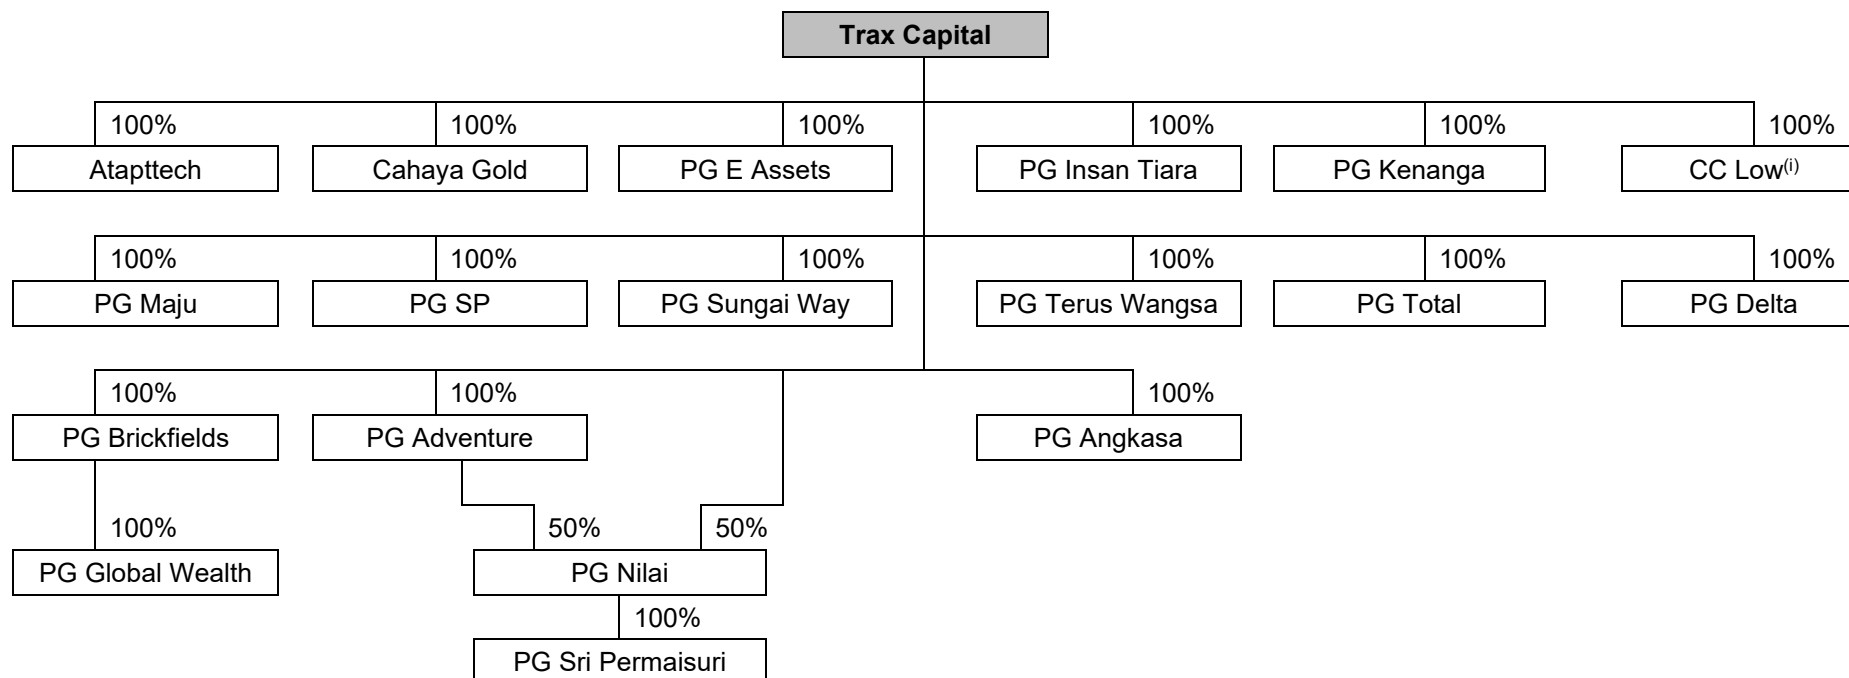 Trax Capital
100% 100% 100% 100% 100% 100%
Atapttech Cahaya Gold PG E Assets PG Insan Tiara PG Kenanga CC Low(i)
100% 100% 100% 100% 100% 100%
PG Maju PG SP PG Sungai Way PG Terus Wangsa PG Total PG Delta
100% 100% 100%
PG Brickfields PG Adventure PG Angkasa
100% 50% 50%
PG Global Wealth PG Nilai
100%
PG Sri Permaisuri